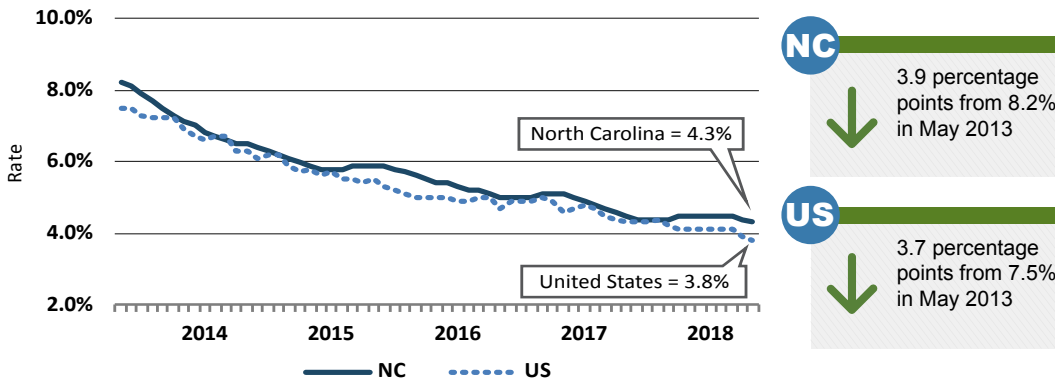 10.0%
8.0%
6.0%
4.0%
2.0%
Rate
North Carolina = 4.3%
United States = 3.8%
2014 2015 2016 2017 2018
NC US
NC
3.9 percentage
points from 8.2%
in May 2013
US
3.7 percentage
points from 7.5%
in May 2013